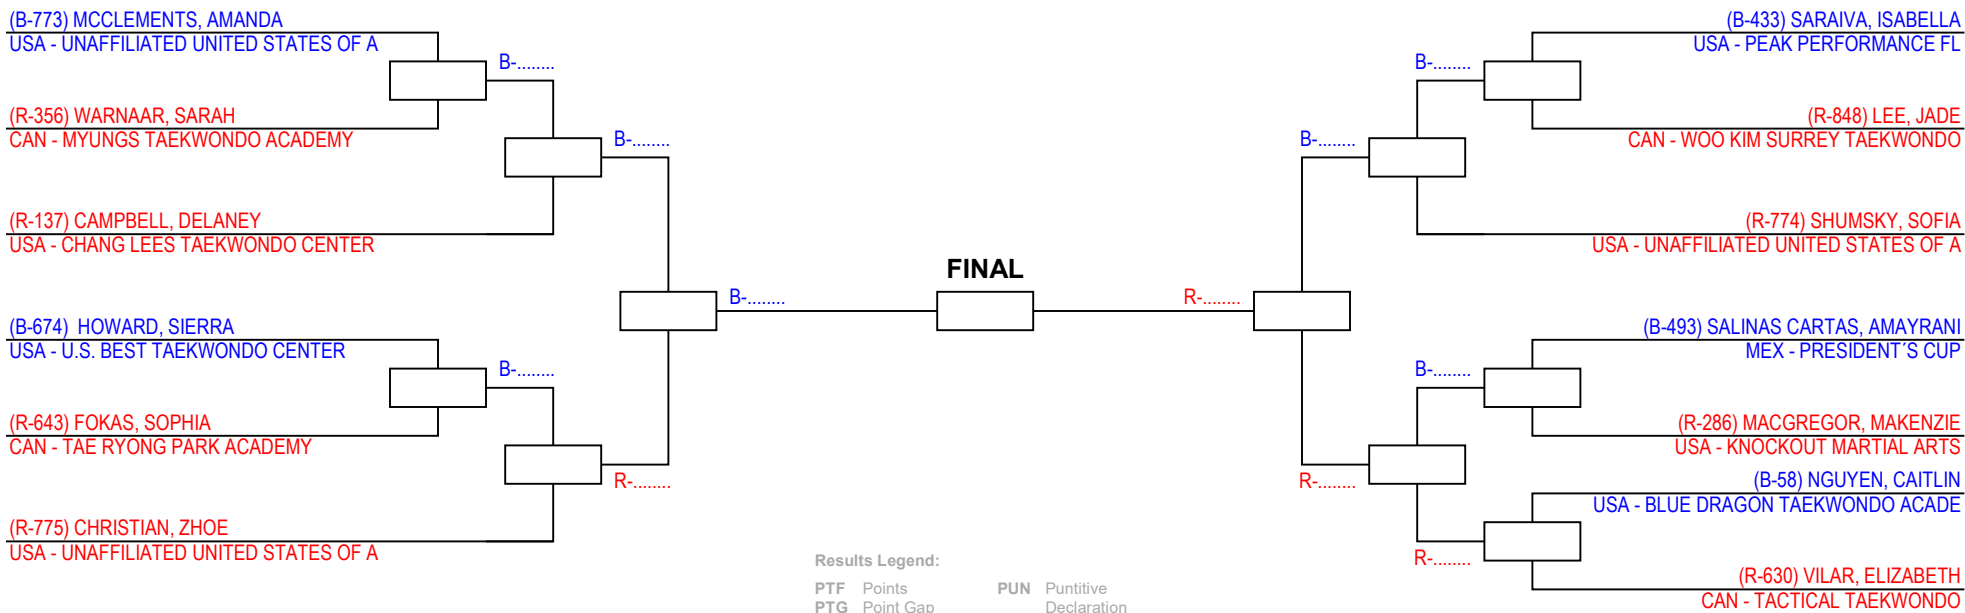 (B-773) MCCLEMENTS, AMANDA
USA - UNAFFILIATED UNITED STATES OF A
B-........
(R-356) WARNAAR, SARAH
CAN - MYUNGS TAEKWONDO ACADEMY
B-........
(R-137) CAMPBELL, DELANEY
USA - CHANG LEES TAEKWONDO CENTER
B-........
(B-674) HOWARD, SIERRA
USA - U.S. BEST TAEKWONDO CENTER
B-........
(R-643) FOKAS, SOPHIA
CAN - TAE RYONG PARK ACADEMY
R-........
(R-775) CHRISTIAN, ZHOE
USA - UNAFFILIATED UNITED STATES OF A
FINAL
(B-433) SARAIVA, ISABELLA
USA - PEAK PERFORMANCE FL
B-........
(R-848) LEE, JADE
CAN - WOO KIM SURREY TAEKWONDO
B-........
(R-774) SHUMSKY, SOFIA
USA - UNAFFILIATED UNITED STATES OF A
R-........
(B-493) SALINAS CARTAS, AMAYRANI
MEX - PRESIDENT´S CUP
B-........
(R-286) MACGREGOR, MAKENZIE
USA - KNOCKOUT MARTIAL ARTS
R-........
(B-58) NGUYEN, CAITLIN
USA - BLUE DRAGON TAEKWONDO ACADE
R-........
(R-630) VILAR, ELIZABETH
CAN - TACTICAL TAEKWONDO
Results Legend:
PTF Points PUN Puntitive
PTG Point Gap Declaration